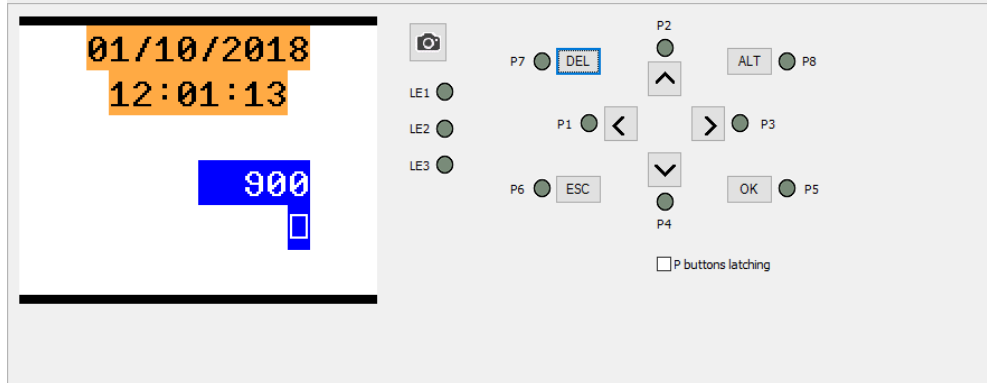 01/10/2018
12:01:13
900
LE1
LE2
LE3
P2
P7 DEL
ALT P8
P1
P3
P6 ESC
OK P5
P4
P buttons latching